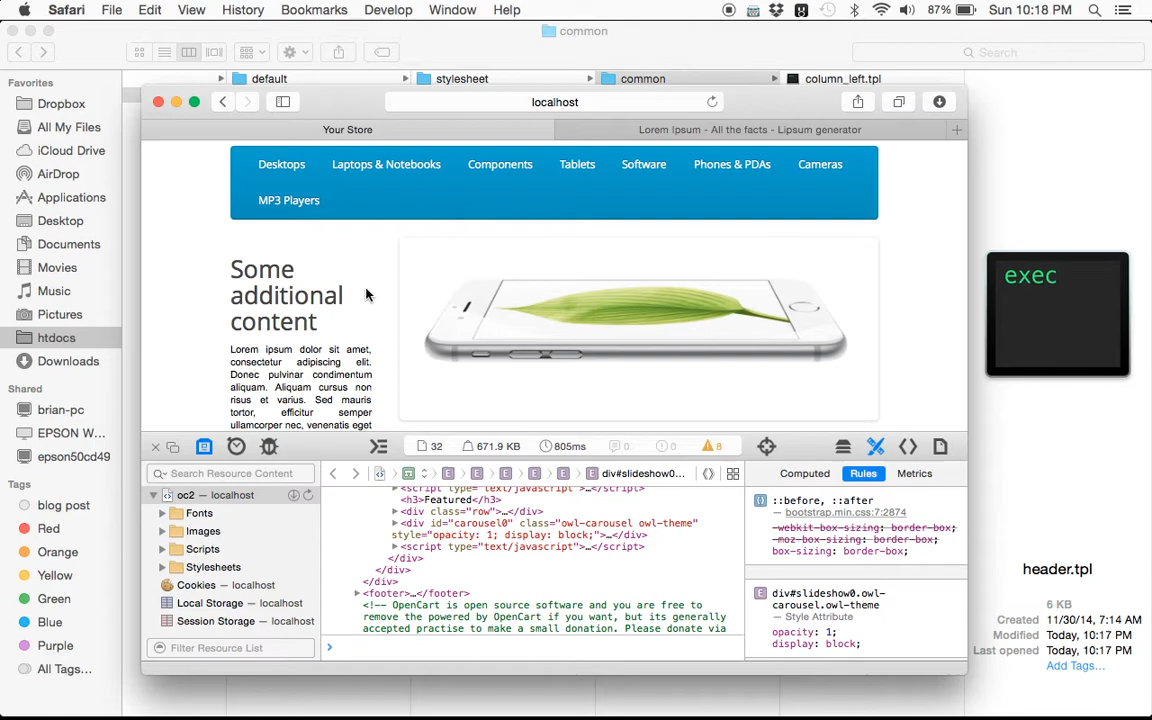 Safari File Edit View History Bookmarks Develop Window Help 87% Sun 10:18 PM
common
Search
Favorites
Dropbox
All My Files
iCloud Drive
AirDrop
Applications
Desktop
Documents
Movies
Music
Pictures
htdocs
Downloads
Shared
brian-pc
EPSON W...
epson50cd49
Tags
blog post
Red
Orange
Yellow
Green
Blue
Purple
All Tags...
default stylesheet common column_left.tpl
localhost
Your Store Lorem Ipsum - All the facts - Lipsum generator
Desktops Laptops & Notebooks Components Tablets Software Phones & PDAs Cameras
MP3 Players
Some
additional
content
Lorem ipsum dolor sit amet,
consectetur adipiscing elit.
Donec pulvinar condimentum
aliquam. Aliquam cursus non
risus et varius. Sed mauris
tortor, efficitur semper
ullamcorper nec, venenatis eget
32 671.9 KB 805ms 0 0 8
Search Resource Content
oc2 — localhost
Fonts
Images
Scripts
Stylesheets
Cookies — localhost
Local Storage — localhost
Session Storage — localhost
Filter Resource List
E E E E E E div#slideshow0...
<script type="text/javascript">…</script>
<h3>Featured</h3>
<div class="row">…</div>
<div id="carousel0" class="owl-carousel owl-theme"
style="opacity: 1; display: block;">…</div>
<script type="text/javascript">…</script>
</div>
</div>
</div>
<footer>…</footer>
<!-- OpenCart is open source software and you are free to
remove the powered by OpenCart if you want, but its generally
accepted practise to make a small donation. Please donate via
Computed Rules Metrics
::before, ::after
— bootstrap.min.css:7:2874
-webkit-box-sizing: border-box;
-moz-box-sizing: border-box;
box-sizing: border-box;
E div#slideshow0.owl-
carousel.owl-theme
— Style Attribute
opacity: 1;
display: block;
exec
header.tpl
6 KB
Created 11/30/14, 7:14 AM
Modified Today, 10:17 PM
Last opened Today, 10:17 PM
Add Tags...